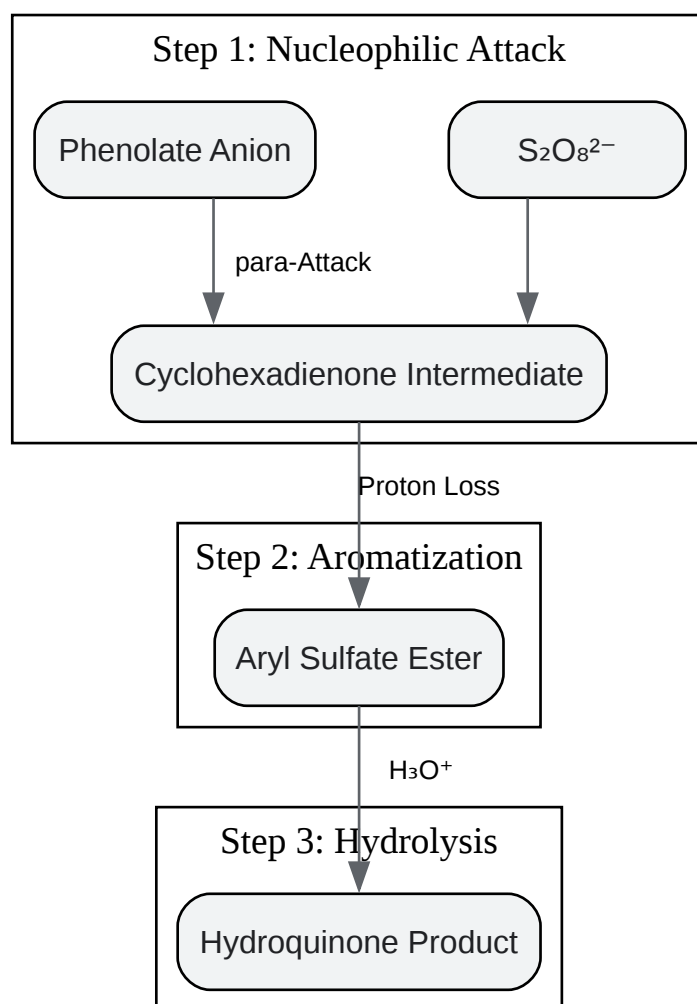 Step 1: Nucleophilic Attack
Phenolate Anion
S₂O₈²⁻
para-Attack
Cyclohexadienone Intermediate
Proton Loss
Step 2: Aromatization
Aryl Sulfate Ester
H₃O⁺
Step 3: Hydrolysis
Hydroquinone Product